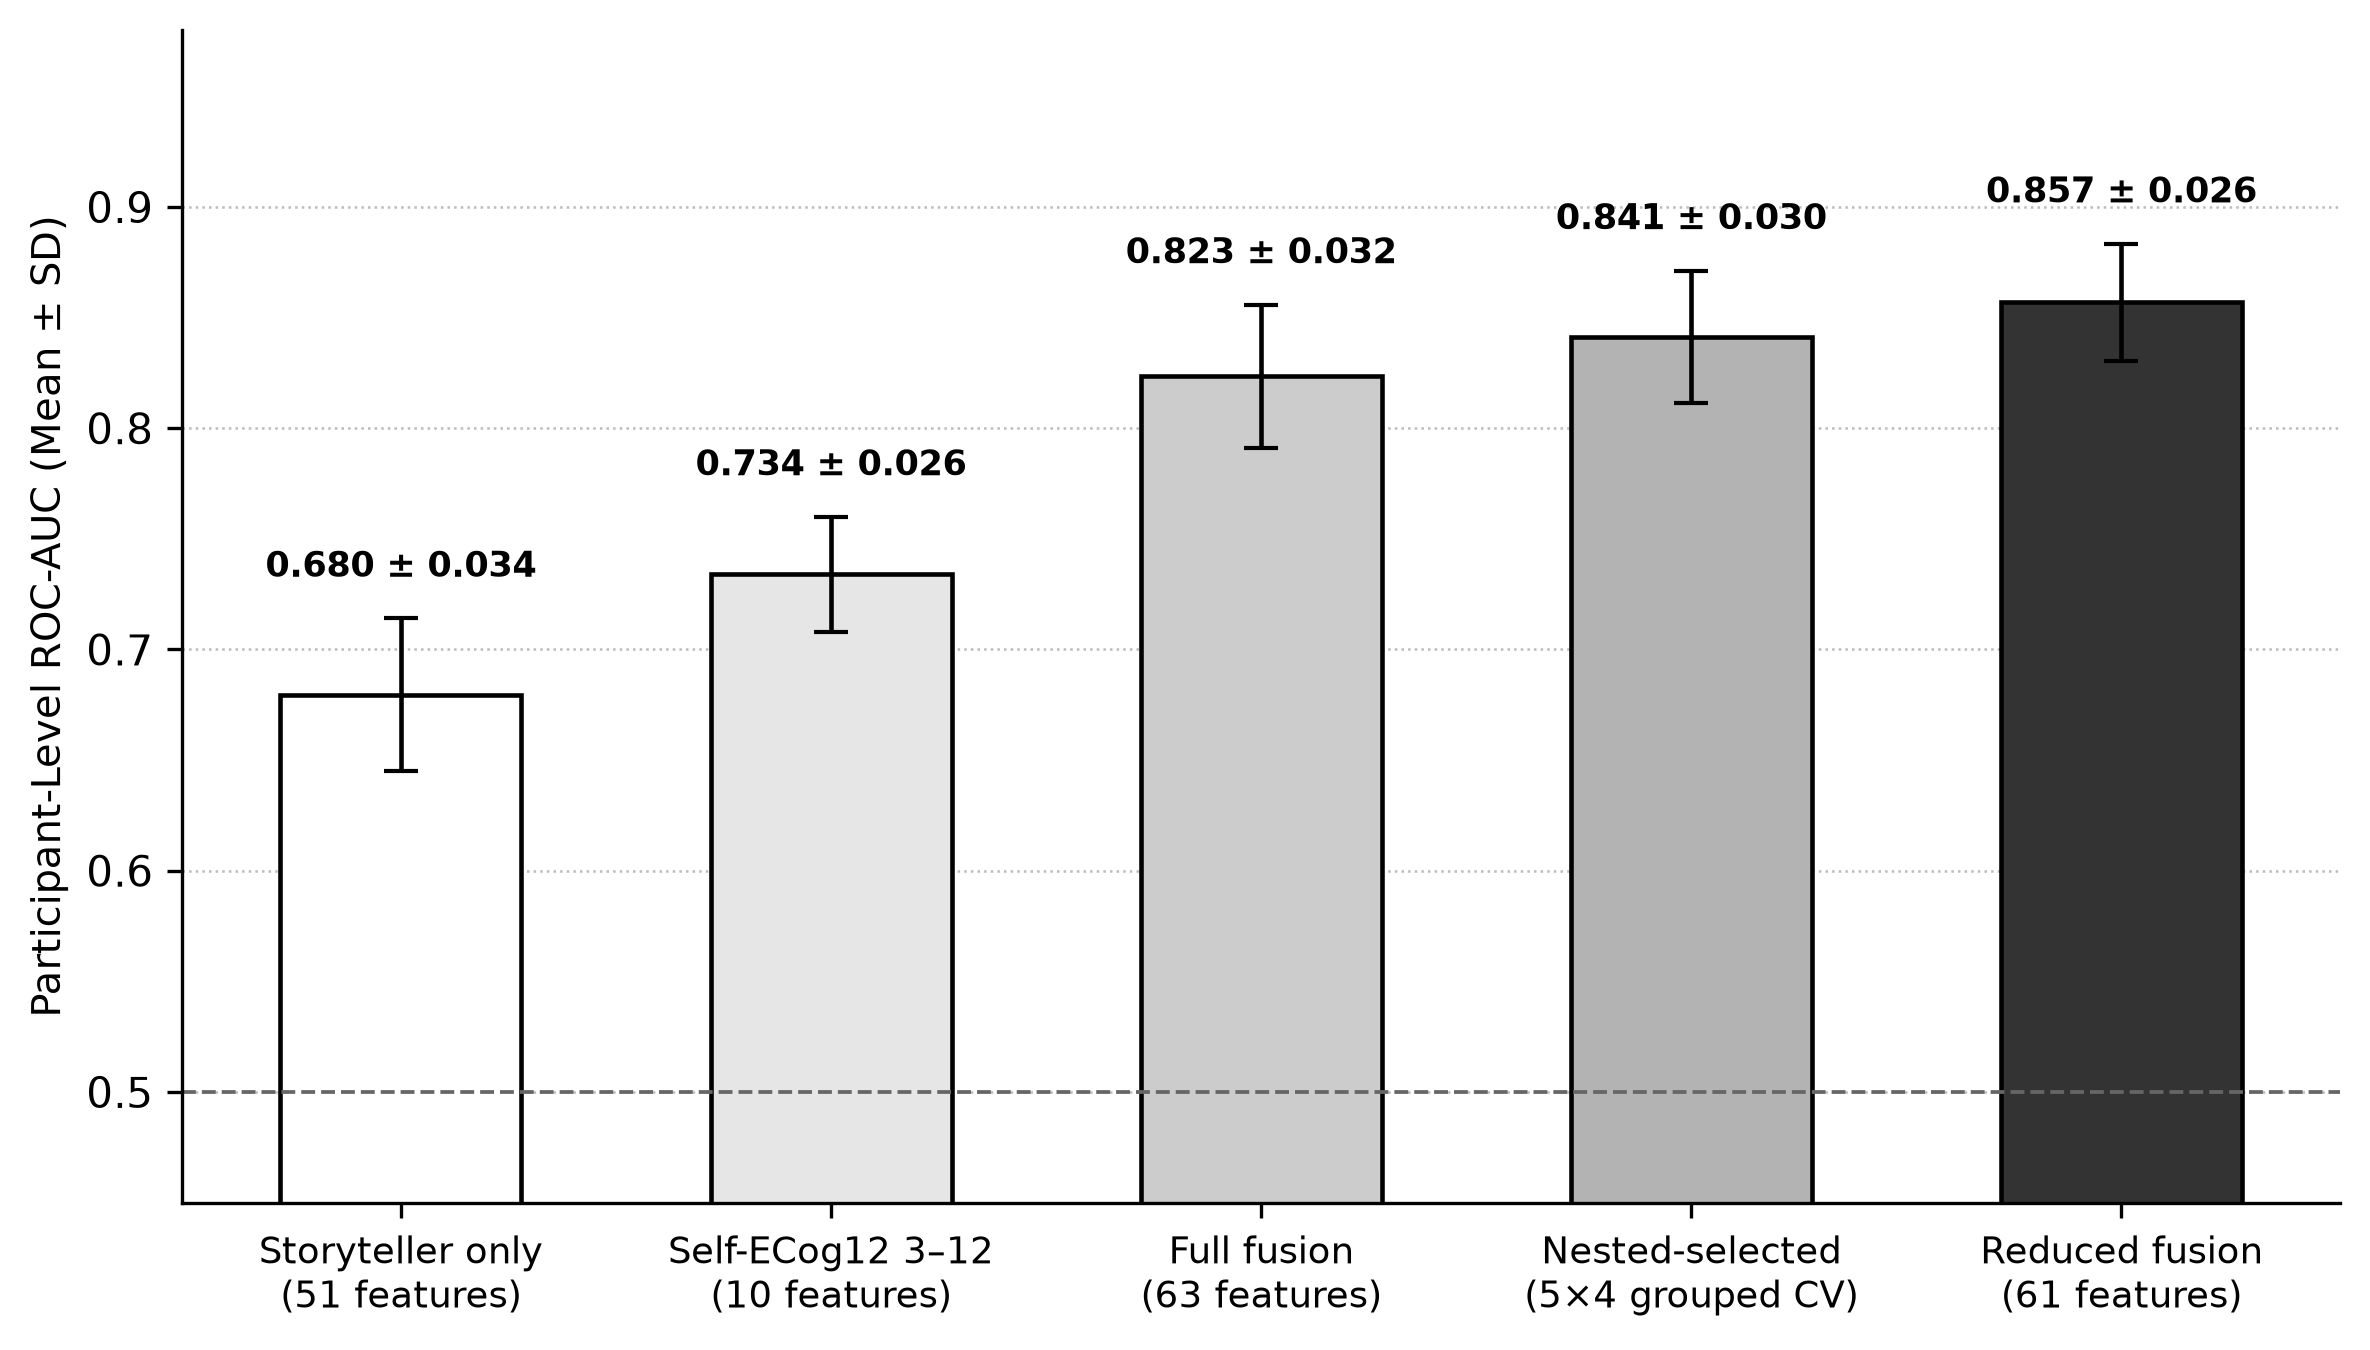 Participant-Level ROC-AUC (Mean ± SD)
0.9
0.8
0.7
0.6
0.5
0.680 ± 0.034
0.734 ± 0.026
0.823 ± 0.032
0.841 ± 0.030
0.857 ± 0.026
Storyteller only
(51 features)
Self-ECog12 3–12
(10 features)
Full fusion
(63 features)
Nested-selected
(5×4 grouped CV)
Reduced fusion
(61 features)